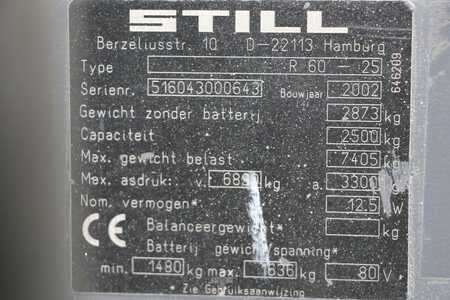 STILL
Berzeliusstr. 10 D-22113 Hamburg
Type R 60 - 25
Serienr. 516043000643 Bouwjaar 2002
Gewicht zonder batterij 2873 kg
Capaciteit 2500 kg
Max. gewicht belast 7405 kg
Max. asdruk: v. kg a. 3300 kg
Nom. vermogen* 12.5 W
CE Balanceergewicht* kg
Batterij gewicht/spanning*
min. 1480 kg max. 1636 kg 80 V
* Zie Gebruiksaanwijzing
646209